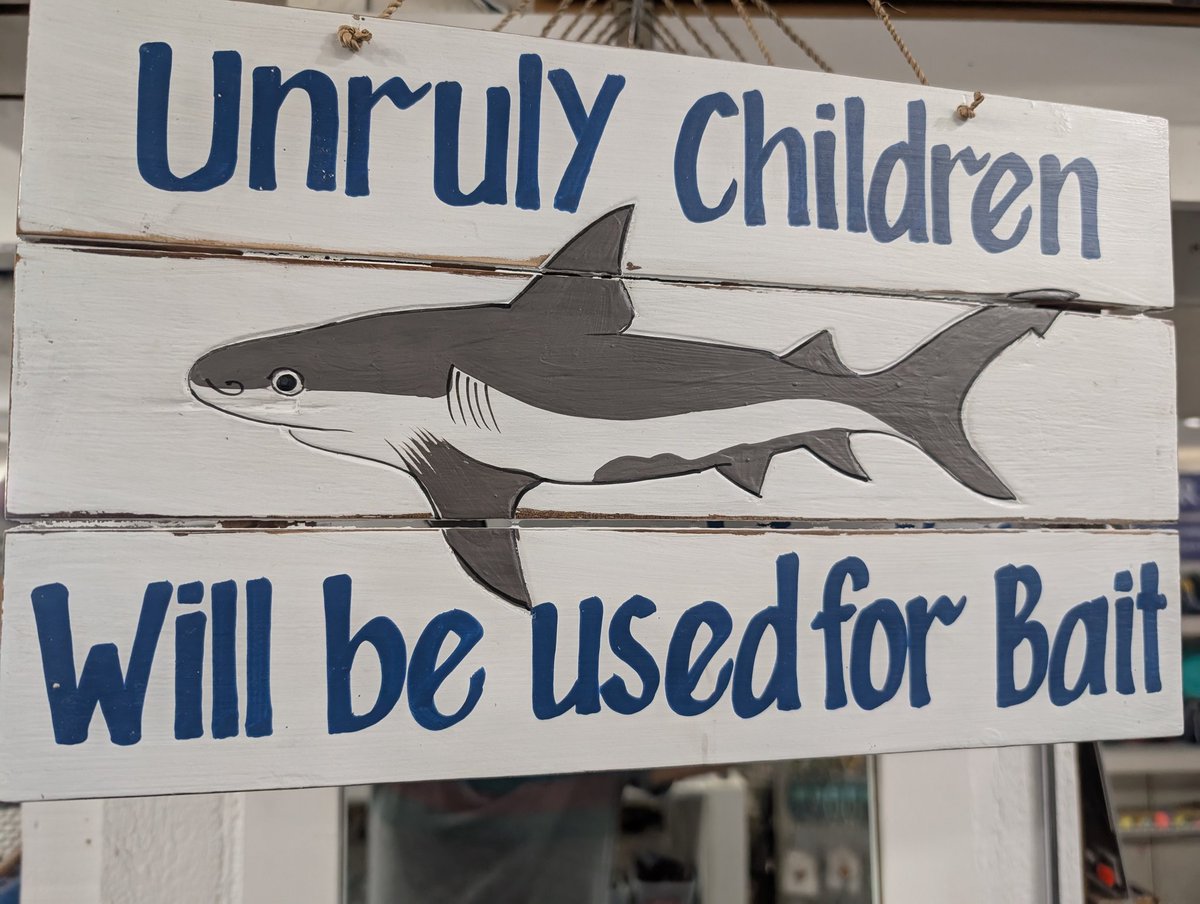 Unruly Children
Will be used for Bait